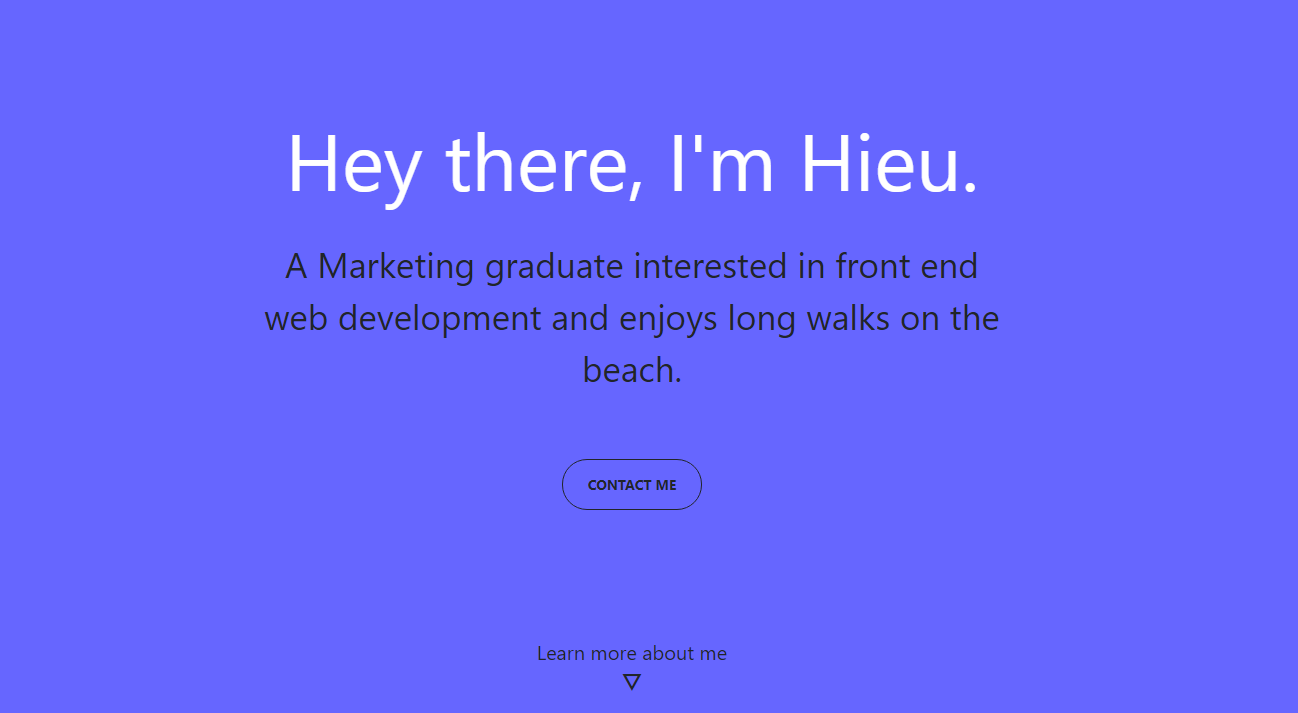 Hey there, I'm Hieu.
A Marketing graduate interested in front end
web development and enjoys long walks on the
beach.
CONTACT ME
Learn more about me